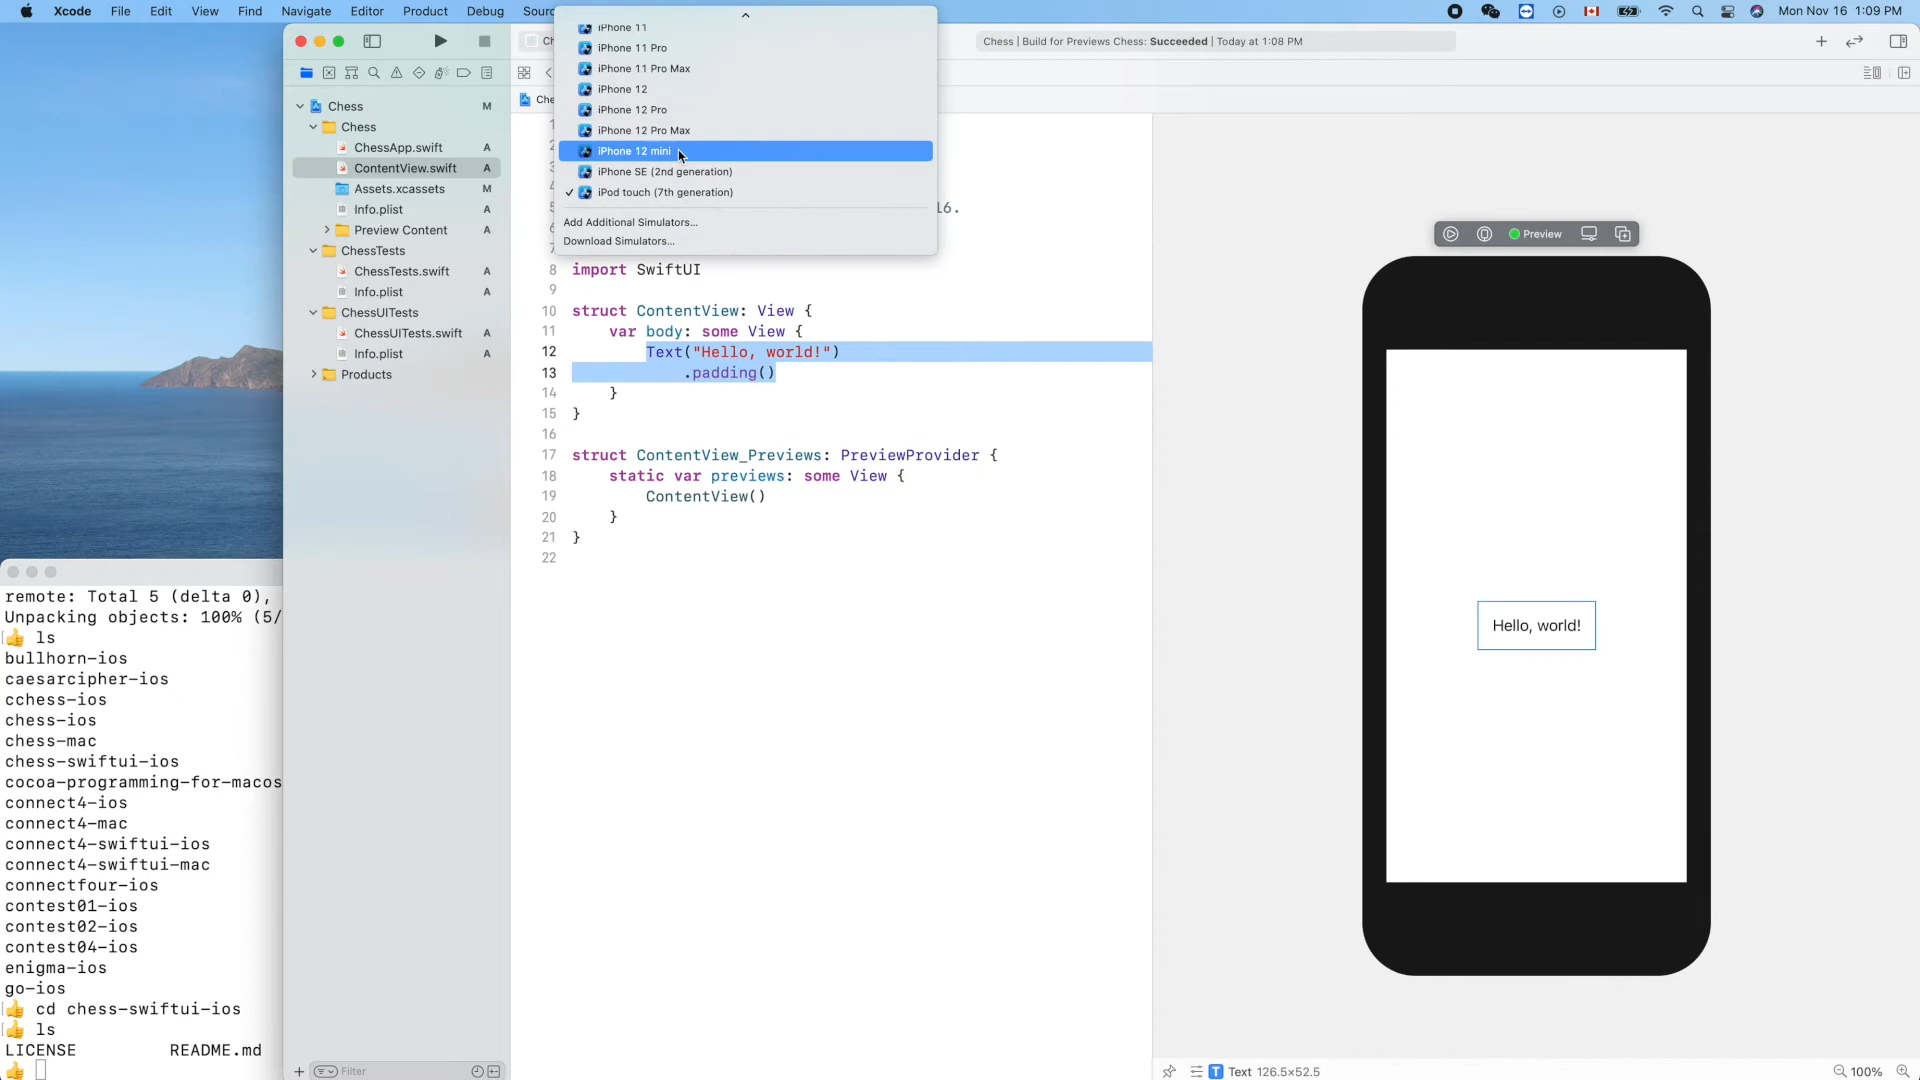 Xcode File Edit View Find Navigate Editor Product Debug Sourc Mon Nov 16 1:09 PM
Chess | Build for Previews Chess: Succeeded | Today at 1:08 PM
iPhone 11
iPhone 11 Pro
iPhone 11 Pro Max
iPhone 12
iPhone 12 Pro
iPhone 12 Pro Max
iPhone 12 mini
iPhone SE (2nd generation)
✓ iPod touch (7th generation)
Add Additional Simulators...
Download Simulators...
Chess M
Chess
ChessApp.swift A
ContentView.swift A
Assets.xcassets M
Info.plist A
Preview Content A
ChessTests
ChessTests.swift A
Info.plist A
ChessUITests
ChessUITests.swift A
Info.plist A
Products
Filter
Che
16.
8 import SwiftUI
9
10 struct ContentView: View {
11 var body: some View {
12 Text("Hello, world!")
13 .padding()
14 }
15 }
16
17 struct ContentView_Previews: PreviewProvider {
18 static var previews: some View {
19 ContentView()
20 }
21 }
22
Preview
Hello, world!
T Text 126.5×52.5
100%
remote: Total 5 (delta 0),
Unpacking objects: 100% (5/
👍 ls
bullhorn-ios
caesarcipher-ios
cchess-ios
chess-ios
chess-mac
chess-swiftui-ios
cocoa-programming-for-macos
connect4-ios
connect4-mac
connect4-swiftui-ios
connect4-swiftui-mac
connectfour-ios
contest01-ios
contest02-ios
contest04-ios
enigma-ios
go-ios
👍 cd chess-swiftui-ios
👍 ls
LICENSE README.md
👍